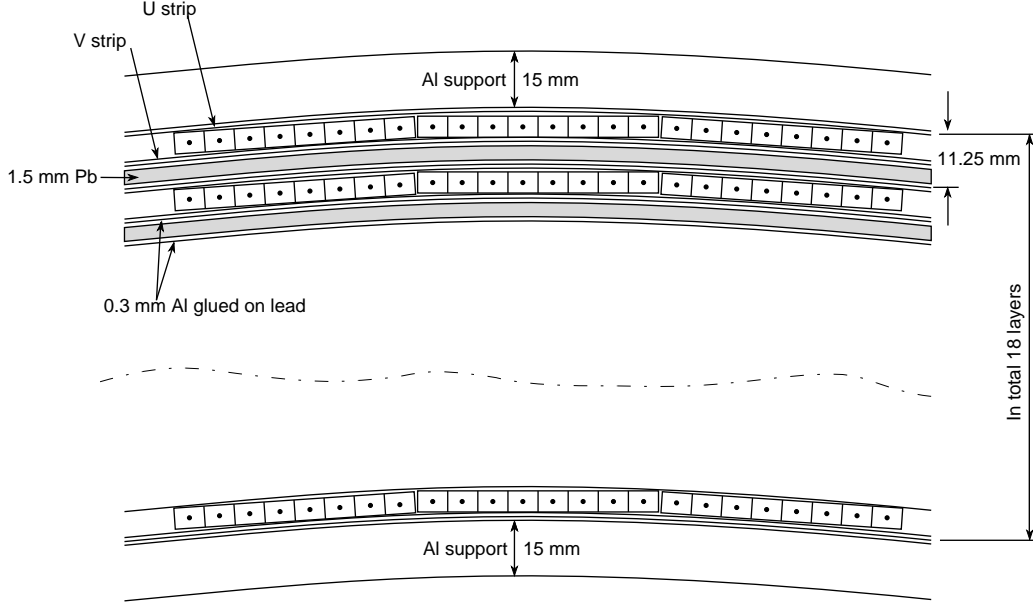 U strip
V strip
Al support 15 mm
11.25 mm
1.5 mm Pb
0.3 mm Al glued on lead
In total 18 layers
Al support 15 mm